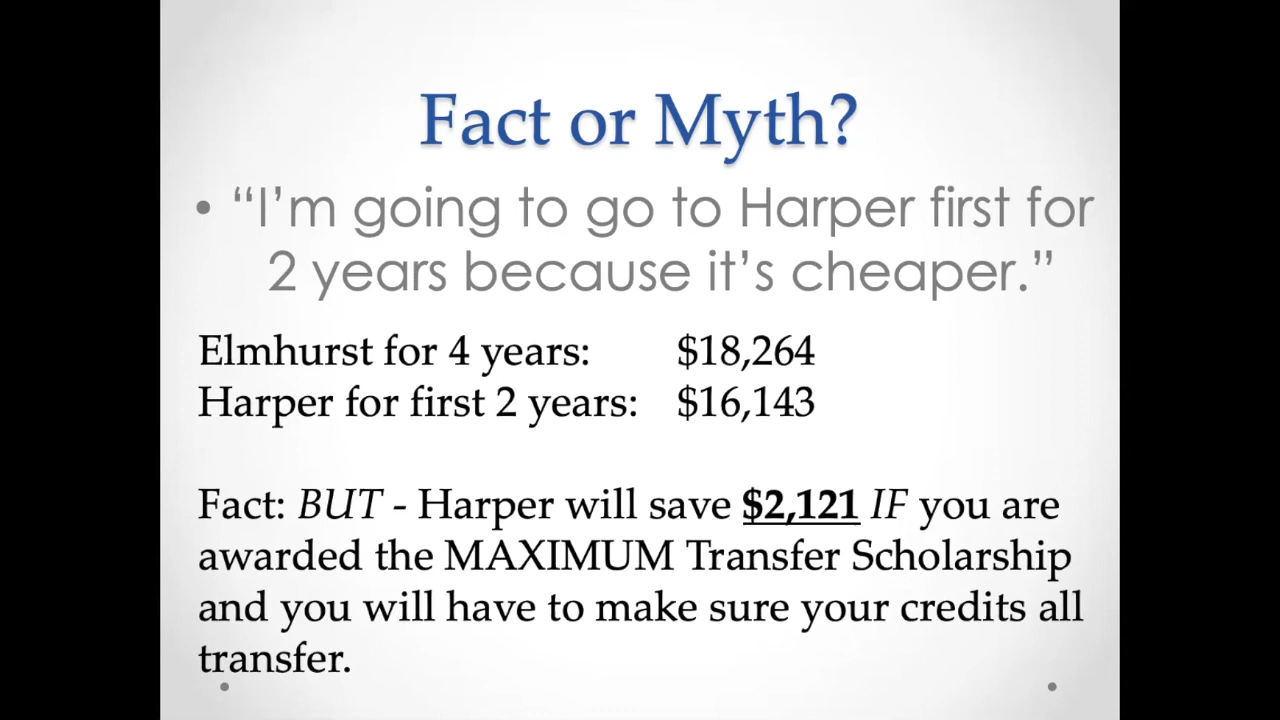 Fact or Myth?
• “I’m going to go to Harper first for
2 years because it’s cheaper.”
Elmhurst for 4 years: $18,264
Harper for first 2 years: $16,143
Fact: BUT - Harper will save $2,121 IF you are
awarded the MAXIMUM Transfer Scholarship
and you will have to make sure your credits all
transfer.